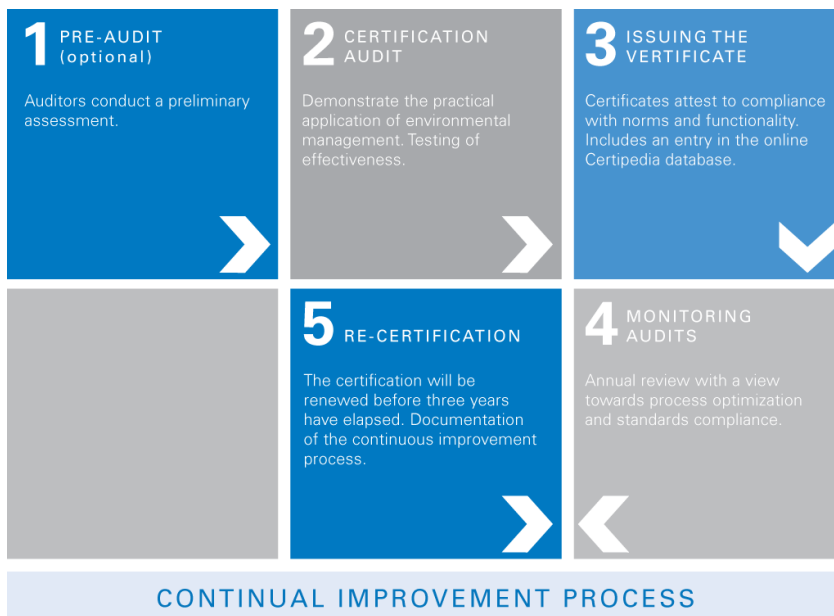 1 PRE-AUDIT
(optional)
Auditors conduct a preliminary
assessment.
2 CERTIFICATION
AUDIT
Demonstrate the practical
application of environmental
management. Testing of
effectiveness.
3 ISSUING THE
VERTIFICATE
Certificates attest to compliance
with norms and functionality.
Includes an entry in the online
Certipedia database.
4 MONITORING
AUDITS
Annual review with a view
towards process optimization
and standards compliance.
5 RE-CERTIFICATION
The certification will be
renewed before three years
have elapsed. Documentation
of the continuous improvement
process.
CONTINUAL IMPROVEMENT PROCESS